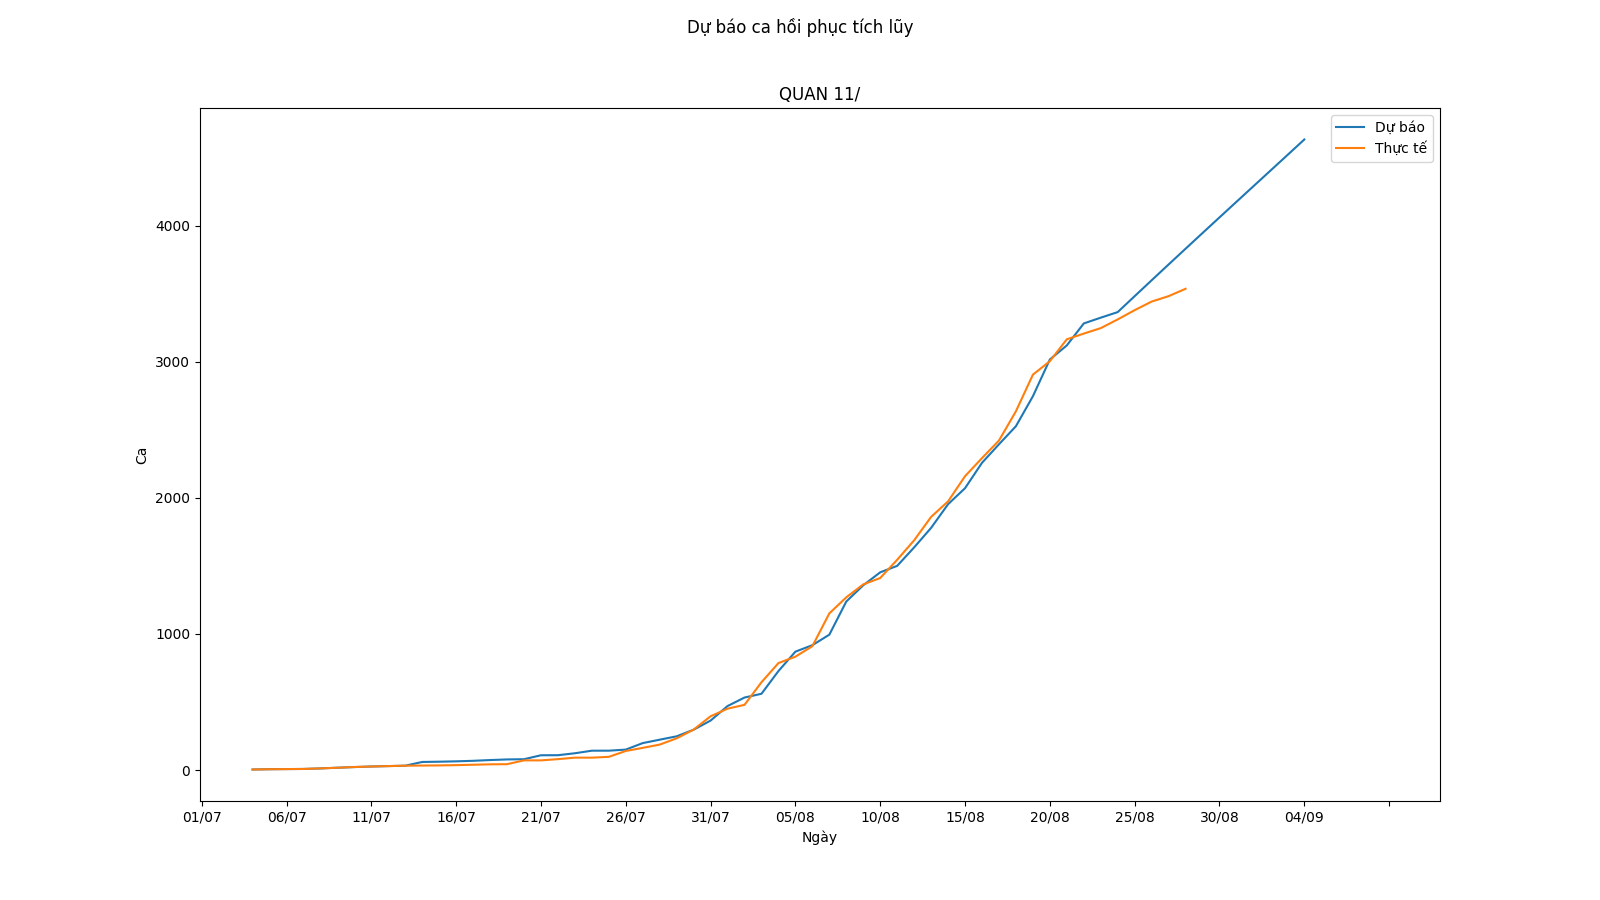 Dự báo ca hồi phục tích lũy
QUAN 11/
Dự báo
Thực tế
4000
3000
2000
1000
0
Ca
01/07 06/07 11/07 16/07 21/07 26/07 31/07 05/08 10/08 15/08 20/08 25/08 30/08 04/09
Ngày